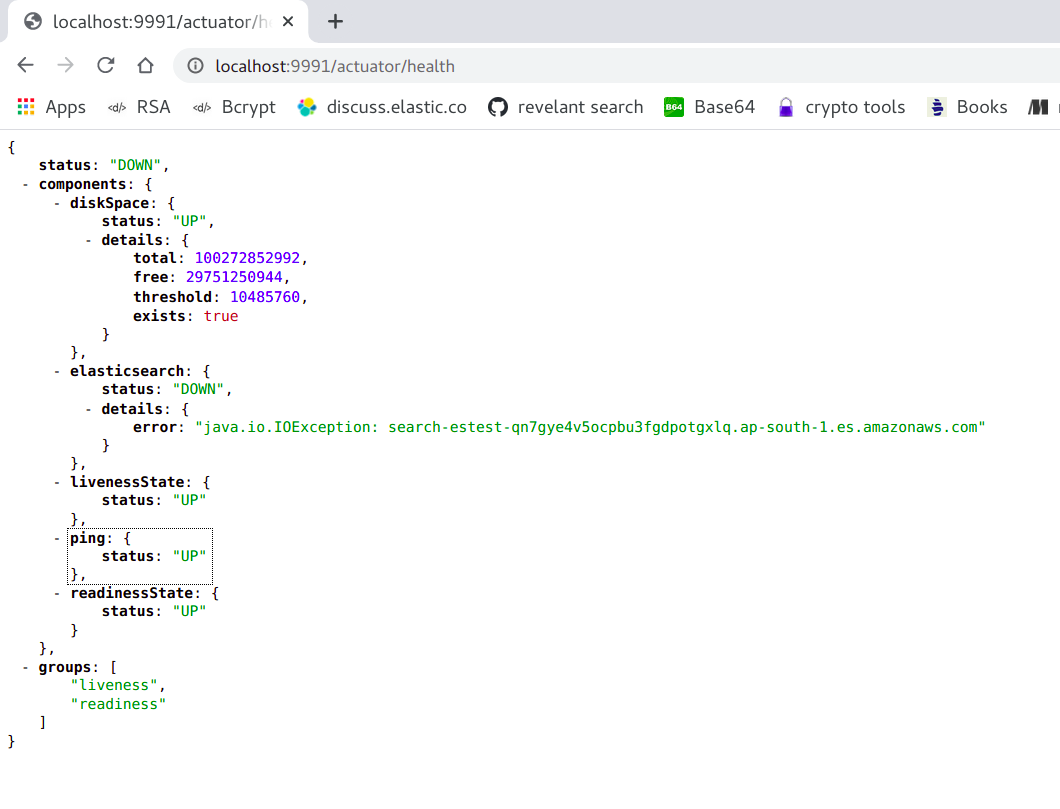 localhost:9991/actuator/he
localhost:9991/actuator/health
Apps RSA Bcrypt discuss.elastic.co revelant search B64 Base64 crypto tools Books
{
status: "DOWN",
- components: {
- diskSpace: {
status: "UP",
- details: {
total: 100272852992,
free: 29751250944,
threshold: 10485760,
exists: true
}
},
- elasticsearch: {
status: "DOWN",
- details: {
error: "java.io.IOException: search-estest-qn7gye4v5ocpbu3fgdpotgxlq.ap-south-1.es.amazonaws.com"
}
},
- livenessState: {
status: "UP"
},
- ping: {
status: "UP"
},
- readinessState: {
status: "UP"
}
},
- groups: [
"liveness",
"readiness"
]
}